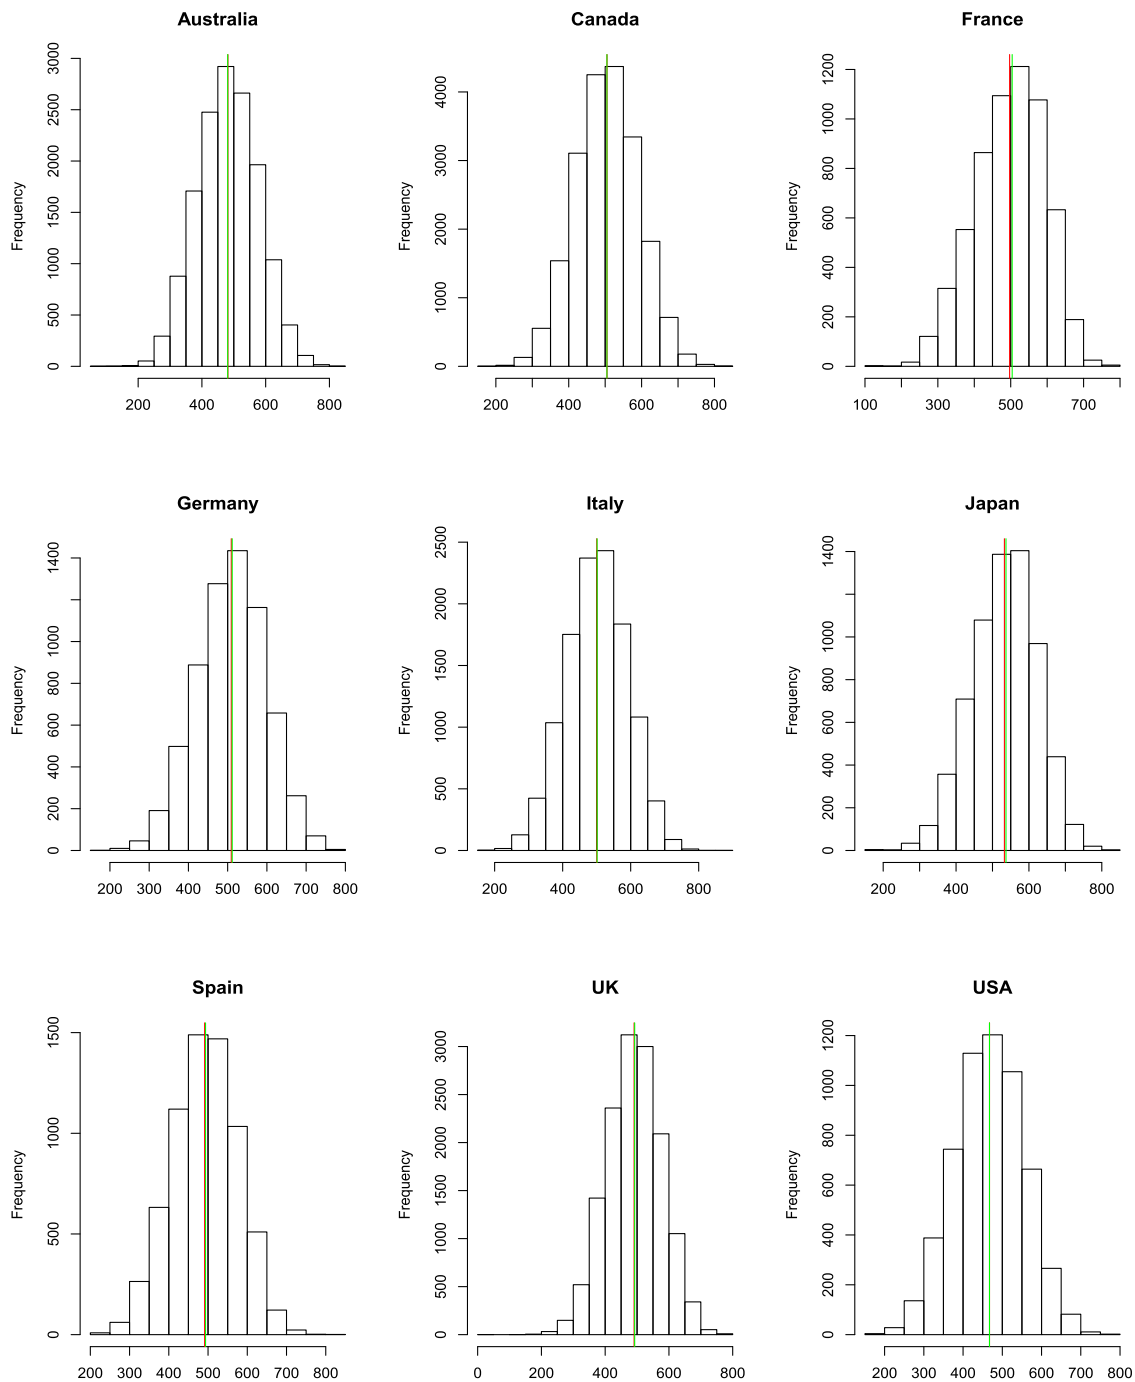 Australia
Frequency
0 500 1000 1500 2000 2500 3000
200 400 600 800
Canada
Frequency
0 1000 2000 3000 4000
200 400 600 800
France
Frequency
0 200 400 600 800 1000 1200
100 300 500 700
Germany
Frequency
0 200 400 600 800 1000 1400
200 300 400 500 600 700 800
Italy
Frequency
0 500 1000 1500 2000 2500
200 400 600 800
Japan
Frequency
0 200 400 600 800 1000 1400
200 400 600 800
Spain
Frequency
0 500 1000 1500
200 300 400 500 600 700 800
UK
Frequency
0 500 1000 1500 2000 2500 3000
0 200 400 600 800
USA
Frequency
0 200 400 600 800 1000 1200
200 300 400 500 600 700 800